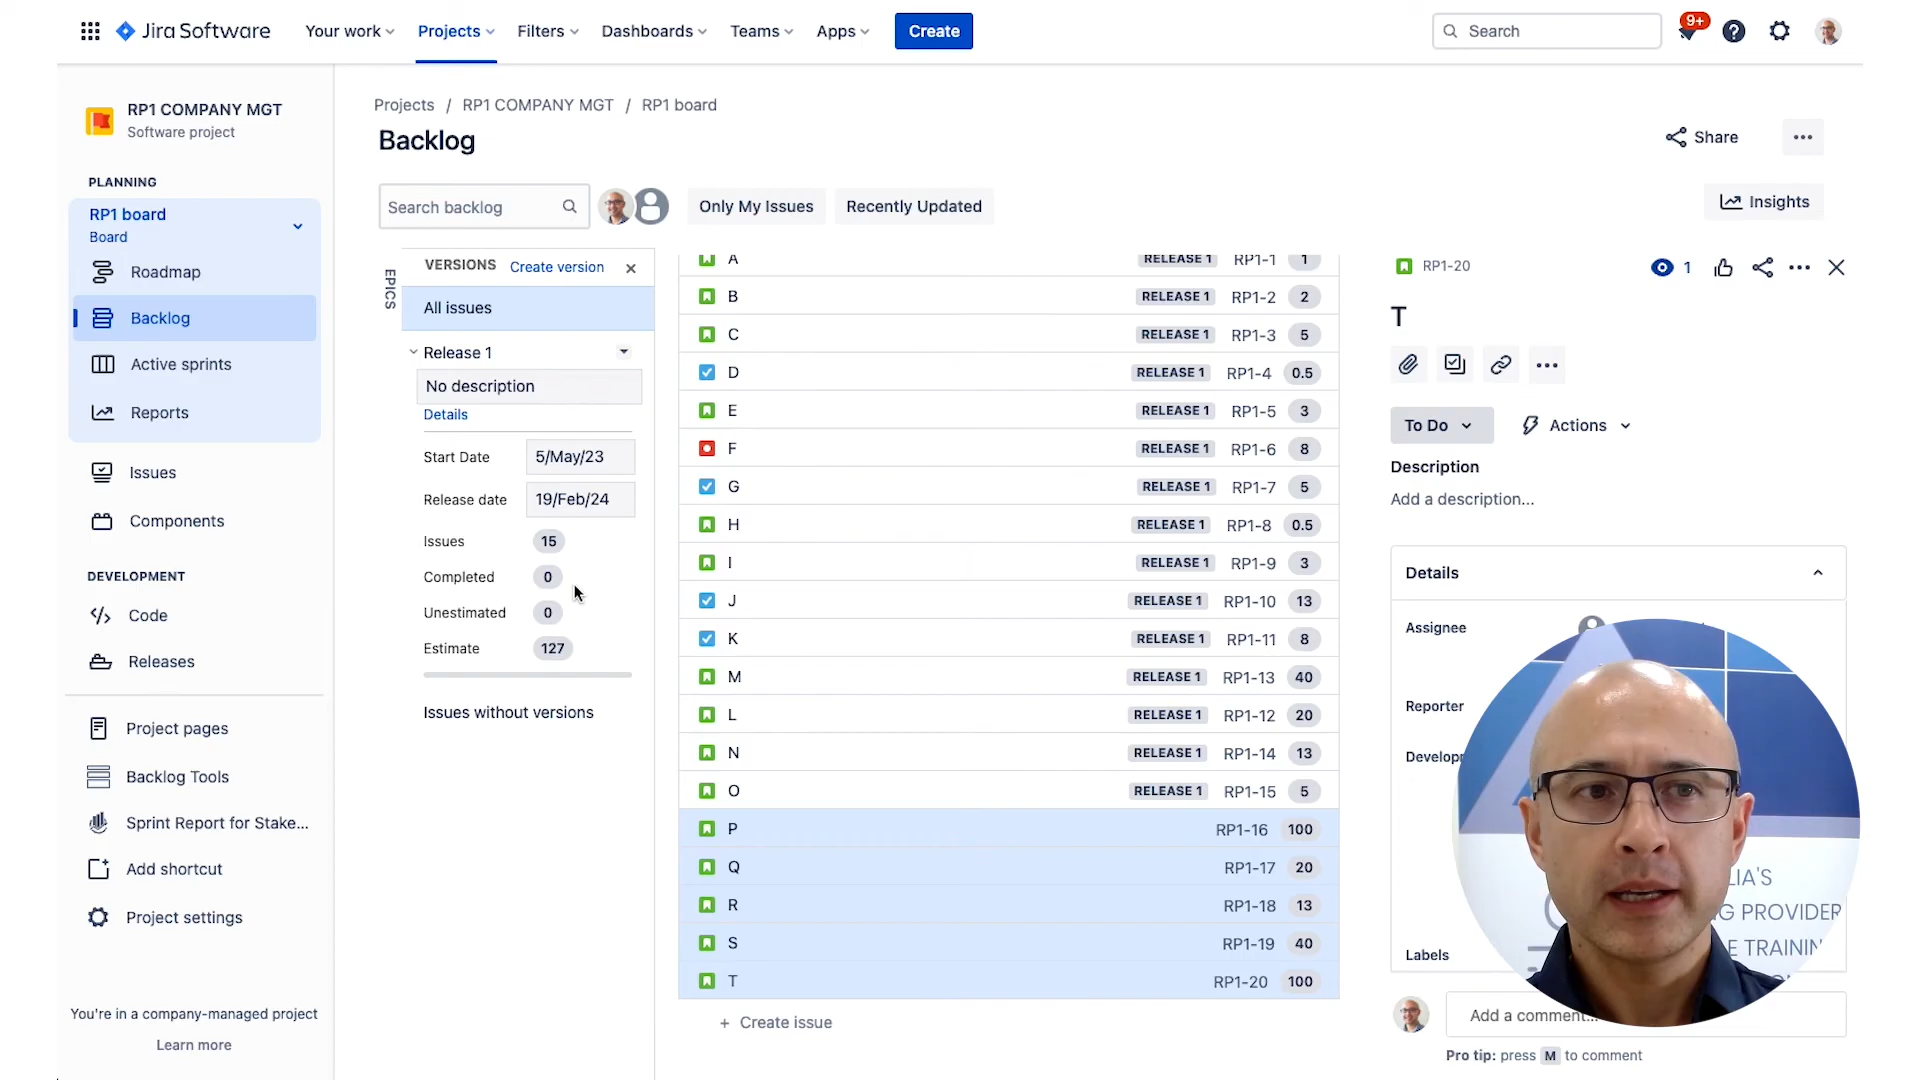 Jira Software
Your work
Projects
Filters
Dashboards
Teams
Apps
Create
Search
9+
RP1 COMPANY MGT
Software project
PLANNING
RP1 board
Board
Roadmap
Backlog
Active sprints
Reports
Issues
Components
DEVELOPMENT
Code
Releases
Project pages
Backlog Tools
Sprint Report for Stake...
Add shortcut
Project settings
You're in a company-managed project
Learn more
Projects / RP1 COMPANY MGT / RP1 board
Backlog
Share
Search backlog
Only My Issues
Recently Updated
Insights
EPICS
VERSIONS
Create version
All issues
Release 1
No description
Details
Start Date 5/May/23
Release date 19/Feb/24
Issues 15
Completed 0
Unestimated 0
Estimate 127
Issues without versions
A RELEASE 1 RP1-1 1
B RELEASE 1 RP1-2 2
C RELEASE 1 RP1-3 5
D RELEASE 1 RP1-4 0.5
E RELEASE 1 RP1-5 3
F RELEASE 1 RP1-6 8
G RELEASE 1 RP1-7 5
H RELEASE 1 RP1-8 0.5
I RELEASE 1 RP1-9 3
J RELEASE 1 RP1-10 13
K RELEASE 1 RP1-11 8
M RELEASE 1 RP1-13 40
L RELEASE 1 RP1-12 20
N RELEASE 1 RP1-14 13
O RELEASE 1 RP1-15 5
P RP1-16 100
Q RP1-17 20
R RP1-18 13
S RP1-19 40
T RP1-20 100
+ Create issue
RP1-20
1
T
To Do
Actions
Description
Add a description...
Details
Assignee
Reporter
Develop
Labels
LIA'S
G PROVIDER
E TRAININ
Add a comment...
Pro tip: press M to comment